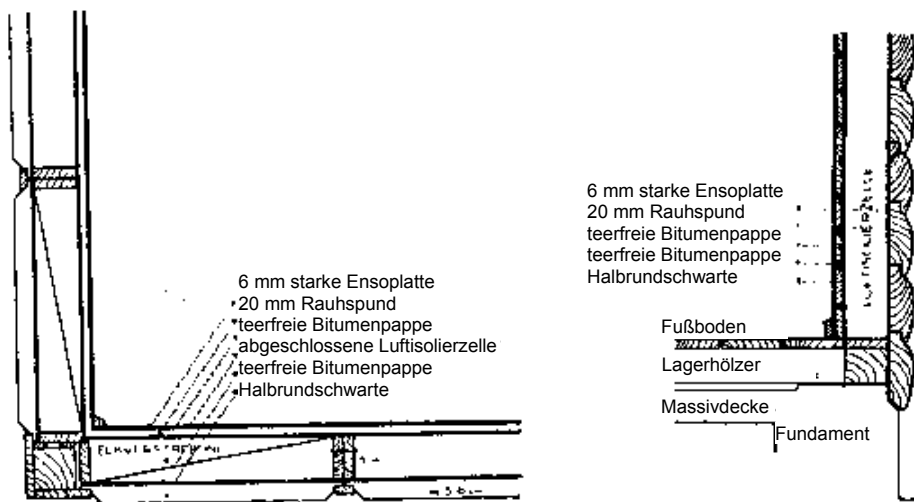 6 mm starke Ensoplatte
20 mm Rauhspund
teerfreie Bitumenpappe
abgeschlossene Luftisolierzelle
teerfreie Bitumenpappe
Halbrundschwarte
6 mm starke Ensoplatte
20 mm Rauhspund
teerfreie Bitumenpappe
teerfreie Bitumenpappe
Halbrundschwarte
Fußboden
Lagerhölzer
Massivdecke
Fundament